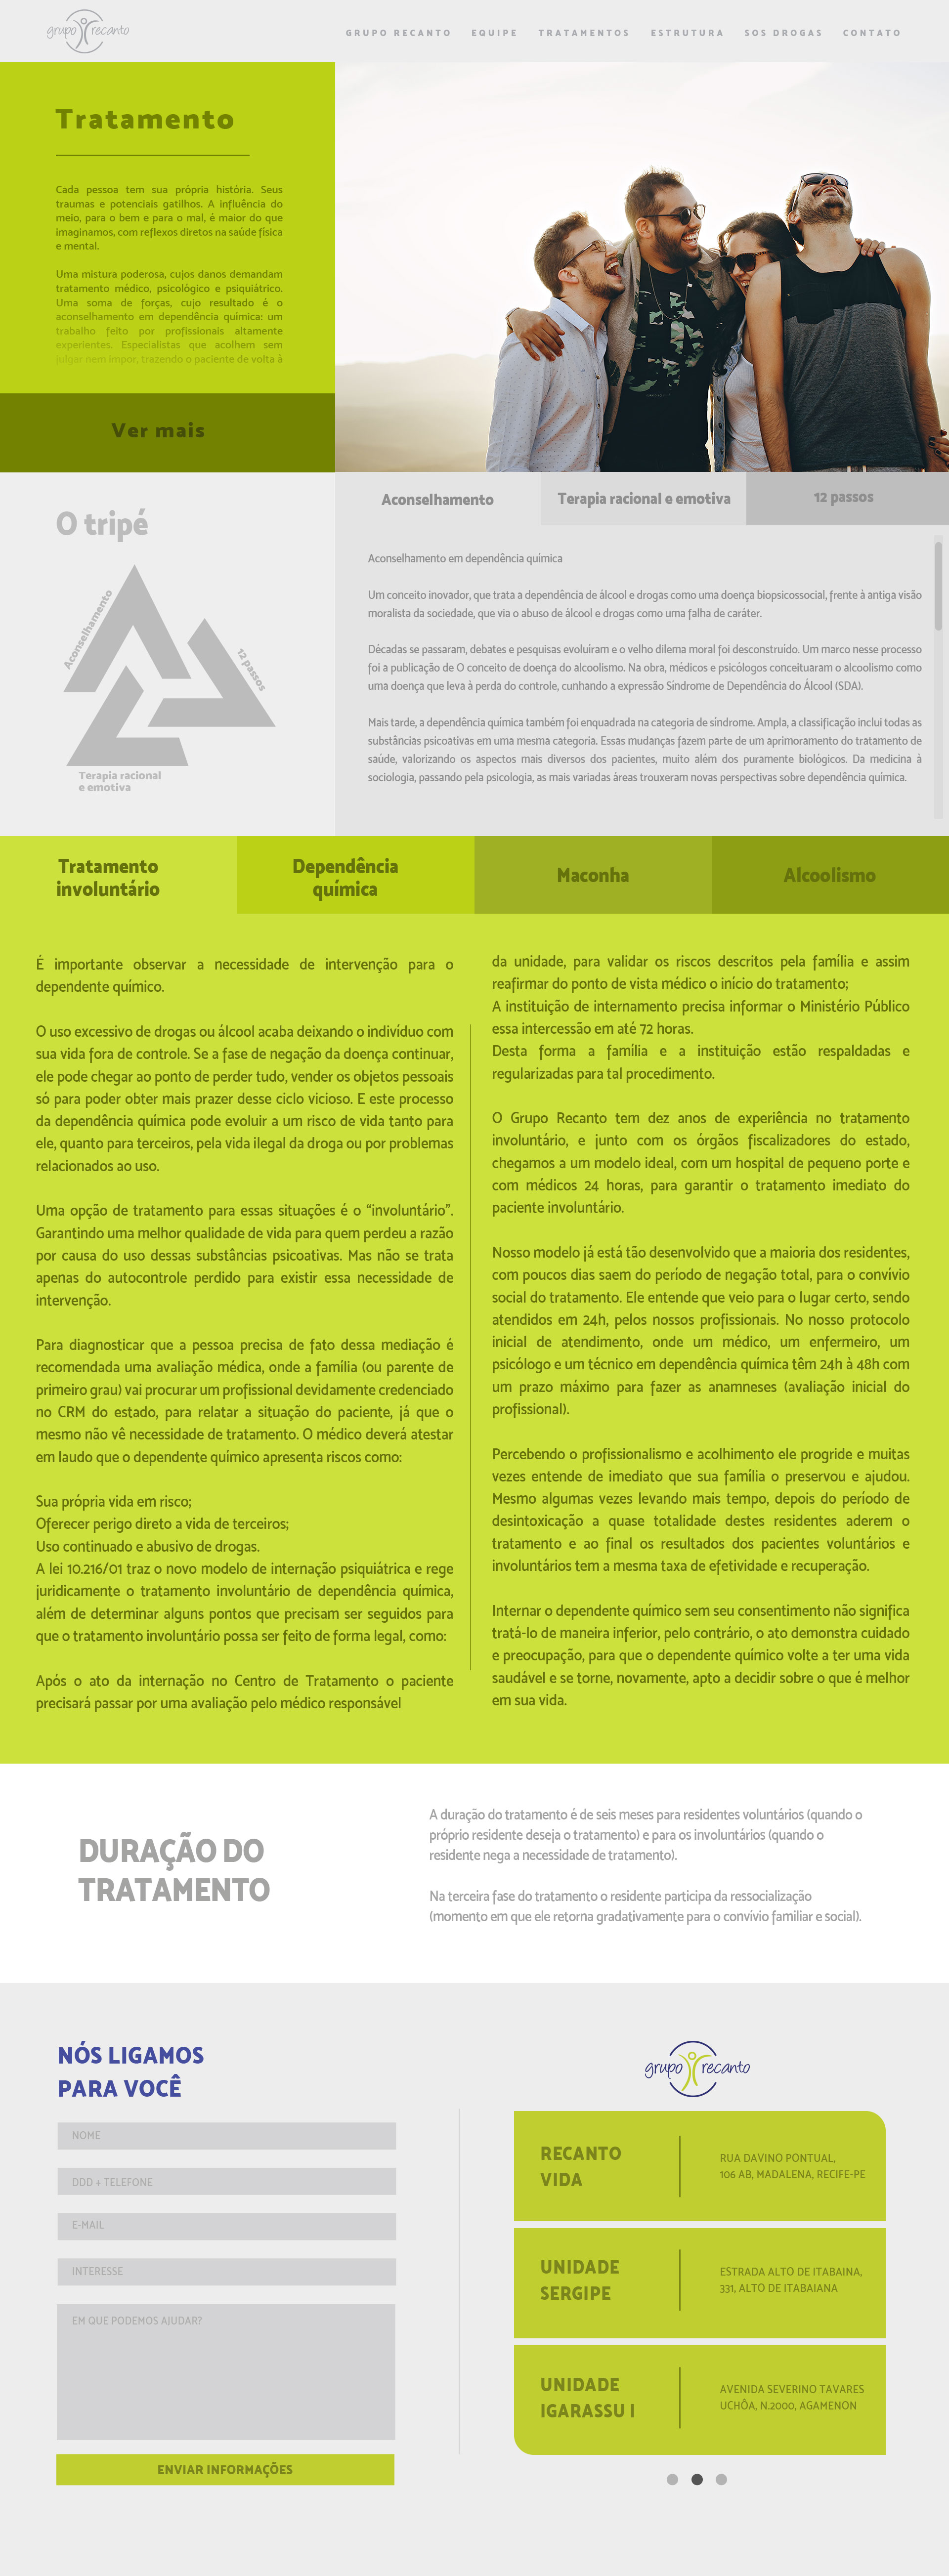 grupo recanto
GRUPO RECANTO EQUIPE TRATAMENTOS ESTRUTURA SOS DROGAS CONTATO
Tratamento
Cada pessoa tem sua própria história. Seus
traumas e potenciais gatilhos. A influência do
meio, para o bem e para o mal, é maior do que
imaginamos, com reflexos diretos na saúde física
e mental.
Uma mistura poderosa, cujos danos demandam
tratamento médico, psicológico e psiquiátrico.
Uma soma de forças, cujo resultado é o
aconselhamento em dependência química: um
trabalho feito por profissionais altamente
experientes. Especialistas que acolhem sem
julgar nem impor, trazendo o paciente de volta à
Ver mais
O tripé
Aconselhamento
12 passos
Terapia racional
e emotiva
Aconselhamento Terapia racional e emotiva 12 passos
Aconselhamento em dependência química
Um conceito inovador, que trata a dependência de álcool e drogas como uma doença biopsicossocial, frente à antiga visão
moralista da sociedade, que via o abuso de álcool e drogas como uma falha de caráter.
Décadas se passaram, debates e pesquisas evoluíram e o velho dilema moral foi desconstruído. Um marco nesse processo
foi a publicação de O conceito de doença do alcoolismo. Na obra, médicos e psicólogos conceituaram o alcoolismo como
uma doença que leva à perda do controle, cunhando a expressão Síndrome de Dependência do Álcool (SDA).
Mais tarde, a dependência química também foi enquadrada na categoria de síndrome. Ampla, a classificação inclui todas as
substâncias psicoativas em uma mesma categoria. Essas mudanças fazem parte de um aprimoramento do tratamento de
saúde, valorizando os aspectos mais diversos dos pacientes, muito além dos puramente biológicos. Da medicina à
sociologia, passando pela psicologia, as mais variadas áreas trouxeram novas perspectivas sobre dependência química.
Tratamento
involuntário
Dependência
química
Maconha
Alcoolismo
É importante observar a necessidade de intervenção para o
dependente químico.
O uso excessivo de drogas ou álcool acaba deixando o indivíduo com
sua vida fora de controle. Se a fase de negação da doença continuar,
ele pode chegar ao ponto de perder tudo, vender os objetos pessoais
só para poder obter mais prazer desse ciclo vicioso. E este processo
da dependência química pode evoluir a um risco de vida tanto para
ele, quanto para terceiros, pela vida ilegal da droga ou por problemas
relacionados ao uso.
Uma opção de tratamento para essas situações é o “involuntário”.
Garantindo uma melhor qualidade de vida para quem perdeu a razão
por causa do uso dessas substâncias psicoativas. Mas não se trata
apenas do autocontrole perdido para existir essa necessidade de
intervenção.
Para diagnosticar que a pessoa precisa de fato dessa mediação é
recomendada uma avaliação médica, onde a família (ou parente de
primeiro grau) vai procurar um profissional devidamente credenciado
no CRM do estado, para relatar a situação do paciente, já que o
mesmo não vê necessidade de tratamento. O médico deverá atestar
em laudo que o dependente químico apresenta riscos como:
Sua própria vida em risco;
Oferecer perigo direto a vida de terceiros;
Uso continuado e abusivo de drogas.
A lei 10.216/01 traz o novo modelo de internação psiquiátrica e rege
juridicamente o tratamento involuntário de dependência química,
além de determinar alguns pontos que precisam ser seguidos para
que o tratamento involuntário possa ser feito de forma legal, como:
Após o ato da internação no Centro de Tratamento o paciente
precisará passar por uma avaliação pelo médico responsável
da unidade, para validar os riscos descritos pela família e assim
reafirmar do ponto de vista médico o início do tratamento;
A instituição de internamento precisa informar o Ministério Público
essa intercessão em até 72 horas.
Desta forma a família e a instituição estão respaldadas e
regularizadas para tal procedimento.
O Grupo Recanto tem dez anos de experiência no tratamento
involuntário, e junto com os órgãos fiscalizadores do estado,
chegamos a um modelo ideal, com um hospital de pequeno porte e
com médicos 24 horas, para garantir o tratamento imediato do
paciente involuntário.
Nosso modelo já está tão desenvolvido que a maioria dos residentes,
com poucos dias saem do período de negação total, para o convívio
social do tratamento. Ele entende que veio para o lugar certo, sendo
atendidos em 24h, pelos nossos profissionais. No nosso protocolo
inicial de atendimento, onde um médico, um enfermeiro, um
psicólogo e um técnico em dependência química têm 24h à 48h com
um prazo máximo para fazer as anamneses (avaliação inicial do
profissional).
Percebendo o profissionalismo e acolhimento ele progride e muitas
vezes entende de imediato que sua família o preservou e ajudou.
Mesmo algumas vezes levando mais tempo, depois do período de
desintoxicação a quase totalidade destes residentes aderem o
tratamento e ao final os resultados dos pacientes voluntários e
involuntários tem a mesma taxa de efetividade e recuperação.
Internar o dependente químico sem seu consentimento não significa
tratá-lo de maneira inferior, pelo contrário, o ato demonstra cuidado
e preocupação, para que o dependente químico volte a ter uma vida
saudável e se torne, novamente, apto a decidir sobre o que é melhor
em sua vida.
DURAÇÃO DO
TRATAMENTO
A duração do tratamento é de seis meses para residentes voluntários (quando o
próprio residente deseja o tratamento) e para os involuntários (quando o
residente nega a necessidade de tratamento).
Na terceira fase do tratamento o residente participa da ressocialização
(momento em que ele retorna gradativamente para o convívio familiar e social).
NÓS LIGAMOS
PARA VOCÊ
NOME
DDD + TELEFONE
E-MAIL
INTERESSE
EM QUE PODEMOS AJUDAR?
ENVIAR INFORMAÇÕES
grupo recanto
RECANTO
VIDA
RUA DAVINO PONTUAL,
106 AB, MADALENA, RECIFE-PE
UNIDADE
SERGIPE
ESTRADA ALTO DE ITABAINA,
331, ALTO DE ITABAIANA
UNIDADE
IGARASSU I
AVENIDA SEVERINO TAVARES
UCHÔA, N.2000, AGAMENON